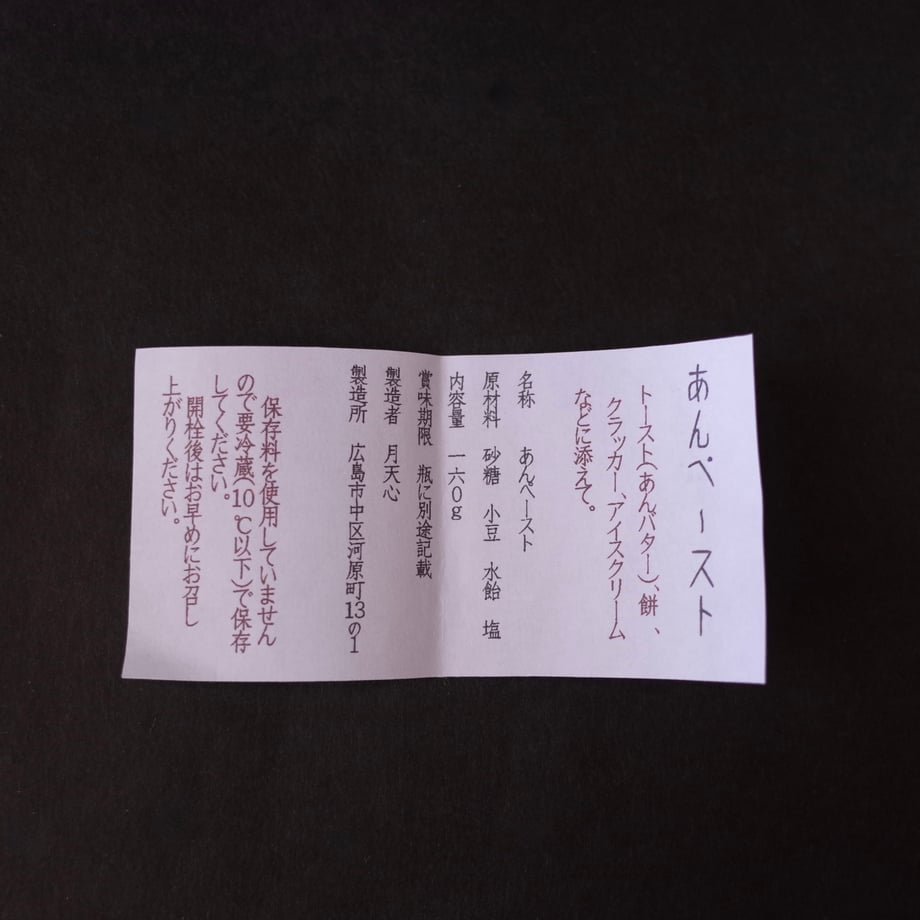 あんペースト
トースト(あんバター)、餅、
クラッカー、アイスクリーム
などに添えて。
名称　あんペースト
原材料　砂糖　小豆　水飴　塩
内容量　一六〇g
賞味期限　瓶に別途記載
製造者　月天心
製造所　広島市中区河原町13の1
保存料を使用していません
ので要冷蔵(10℃以下)で保存
してください。
開栓後はお早めにお召し
上がりください。